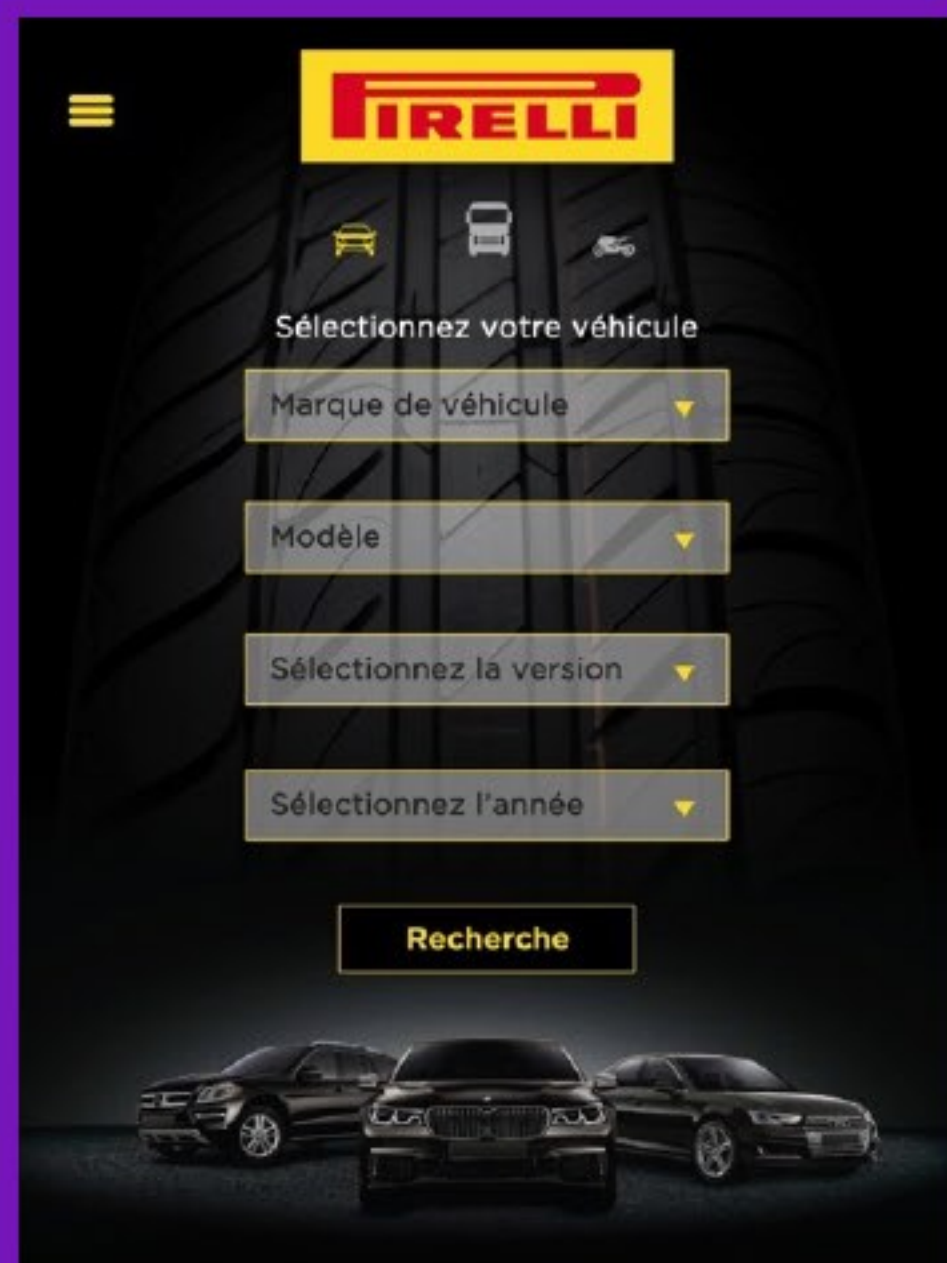 PIRELLI
Sélectionnez votre véhicule
Marque de véhicule
Modèle
Sélectionnez la version
Sélectionnez l'année
Recherche